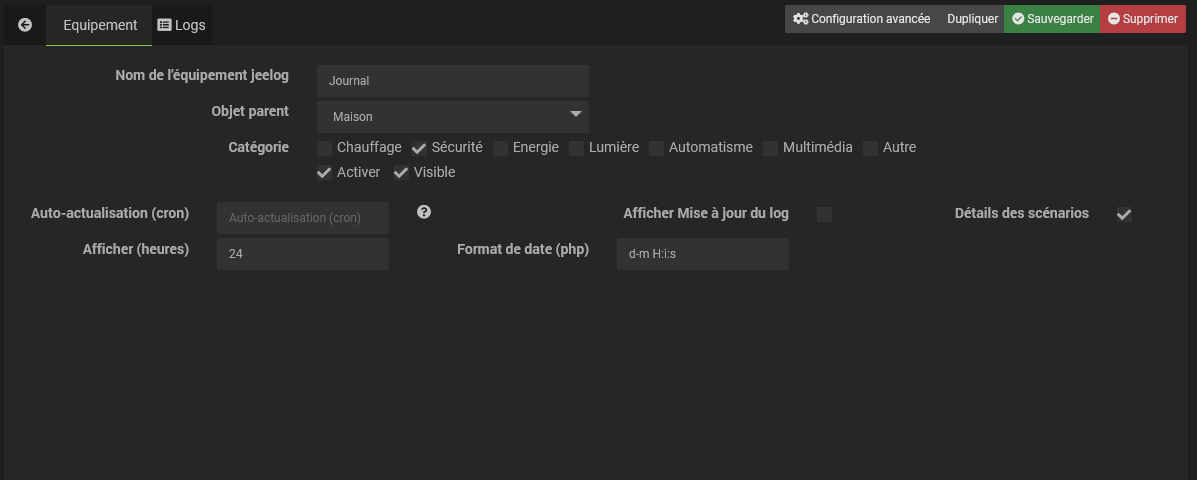 Equipement Logs Configuration avancée Dupliquer Sauvegarder Supprimer
Nom de l'équipement jeelog Journal
Objet parent Maison
Catégorie Chauffage Sécurité Energie Lumière Automatisme Multimédia Autre
Activer Visible
Auto-actualisation (cron) Auto-actualisation (cron) ? Afficher Mise à jour du log Détails des scénarios
Afficher (heures) 24 Format de date (php) d-m H:i:s